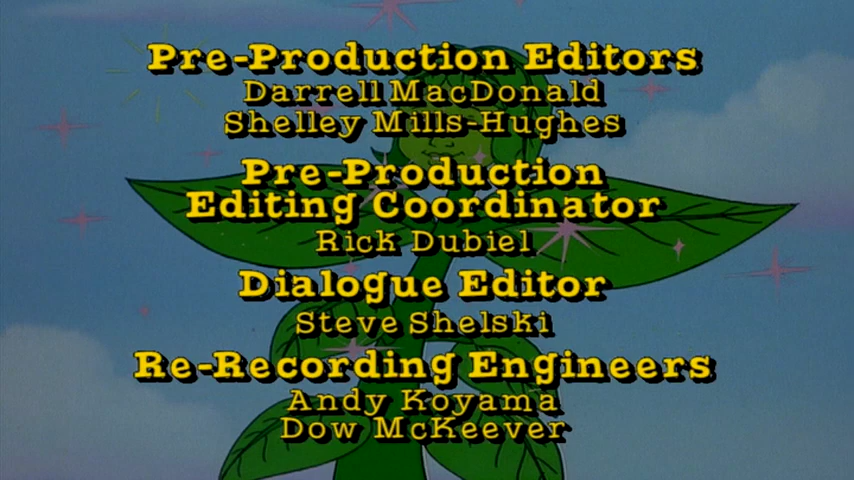 Pre-Production Editors
Darrell MacDonald
Shelley Mills-Hughes
Pre-Production
Editing Coordinator
Rick Dubiel
Dialogue Editor
Steve Shelski
Re-Recording Engineers
Andy Koyama
Dow McKeever